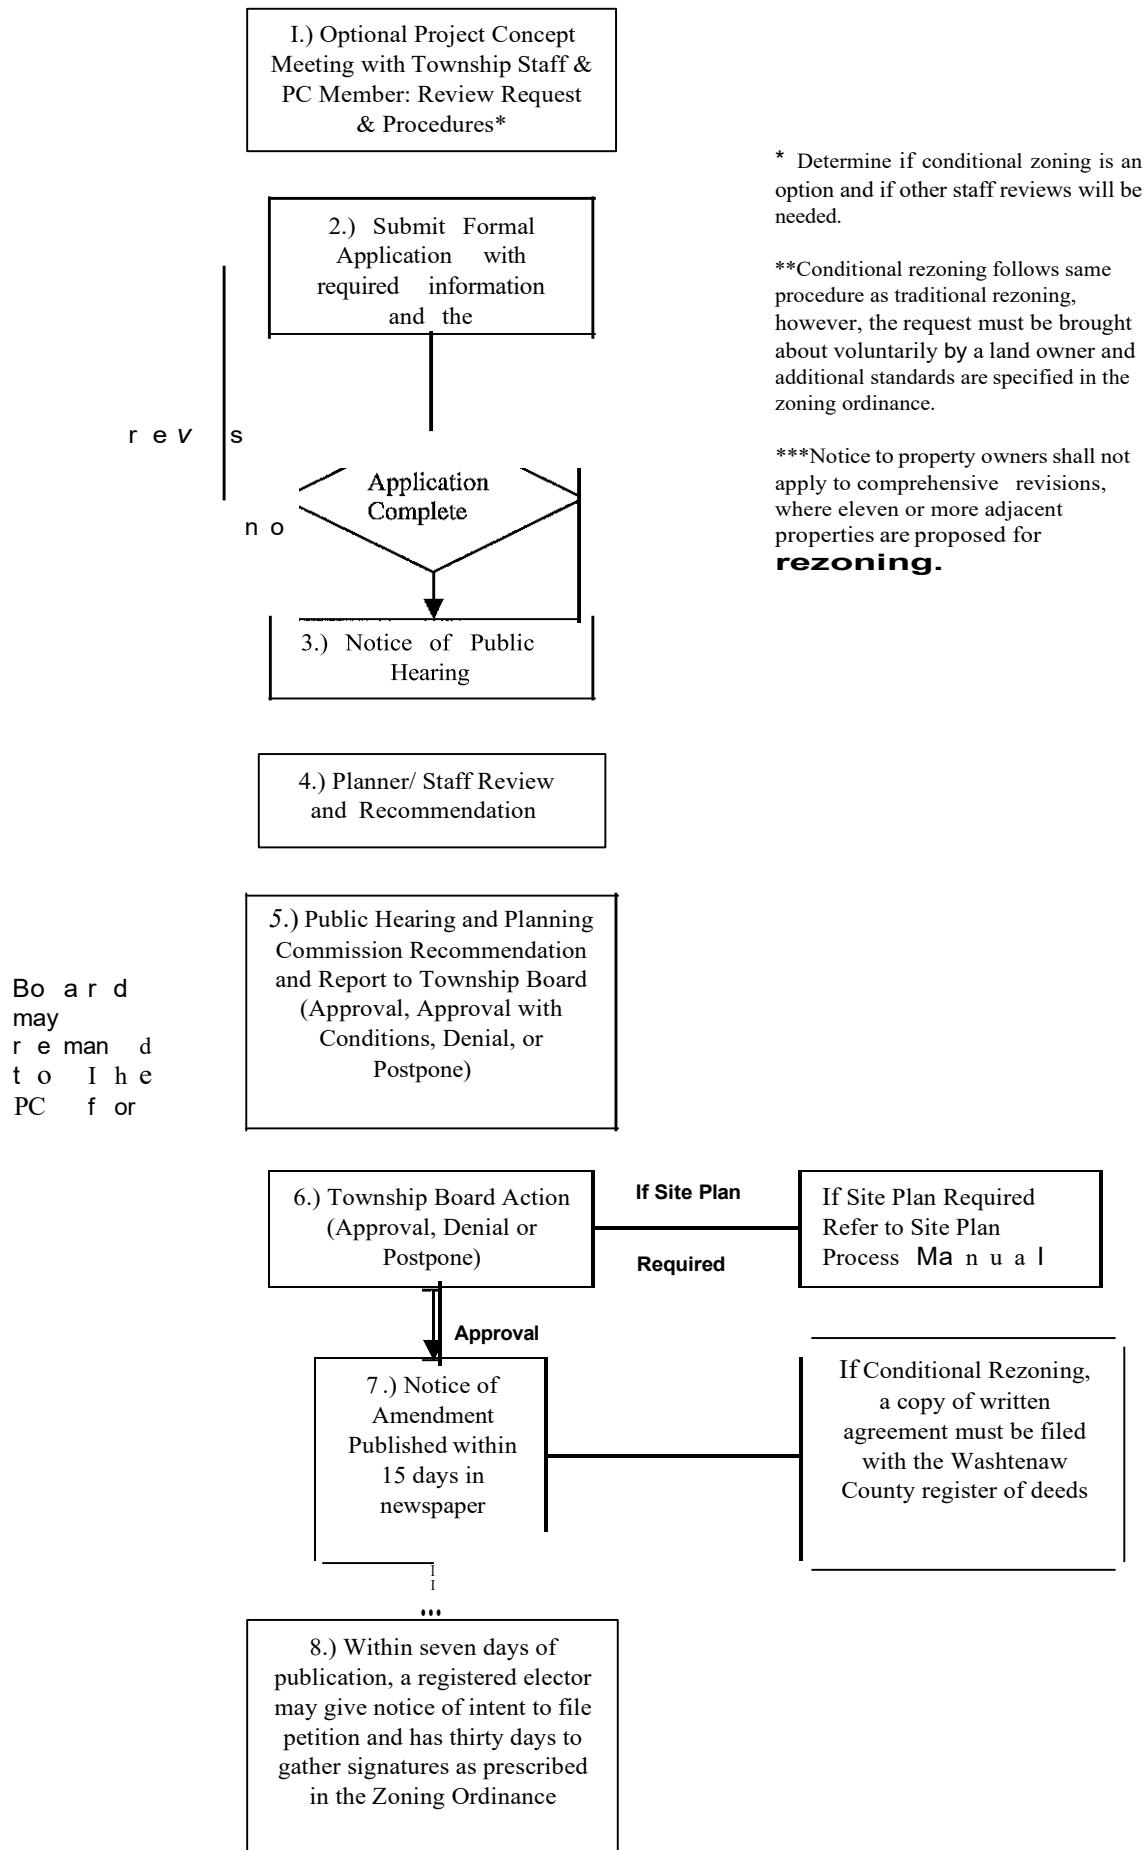 I.) Optional Project Concept
Meeting with Township Staff &
PC Member: Review Request
& Procedures*
* Determine if conditional zoning is an
option and if other staff reviews will be
needed.
2.) Submit Formal
Application with
required information
and the
**Conditional rezoning follows same
procedure as traditional rezoning,
however, the request must be brought
about voluntarily by a land owner and
additional standards are specified in the
zoning ordinance.
r e v s
***Notice to property owners shall not
apply to comprehensive revisions,
where eleven or more adjacent
properties are proposed for
rezoning.
Application
Complete
n o
3.) Notice of Public
Hearing
4.) Planner/ Staff Review
and Recommendation
5.) Public Hearing and Planning
Commission Recommendation
and Report to Township Board
(Approval, Approval with
Conditions, Denial, or
Postpone)
Bo a r d
may
r e man d
t o I h e
PC f or
6.) Township Board Action
(Approval, Denial or
Postpone)
If Site Plan
Required
If Site Plan Required
Refer to Site Plan
Process Ma n u a l
Approval
7.) Notice of
Amendment
Published within
15 days in
newspaper
If Conditional Rezoning,
a copy of written
agreement must be filed
with the Washtenaw
County register of deeds
8.) Within seven days of
publication, a registered elector
may give notice of intent to file
petition and has thirty days to
gather signatures as prescribed
in the Zoning Ordinance